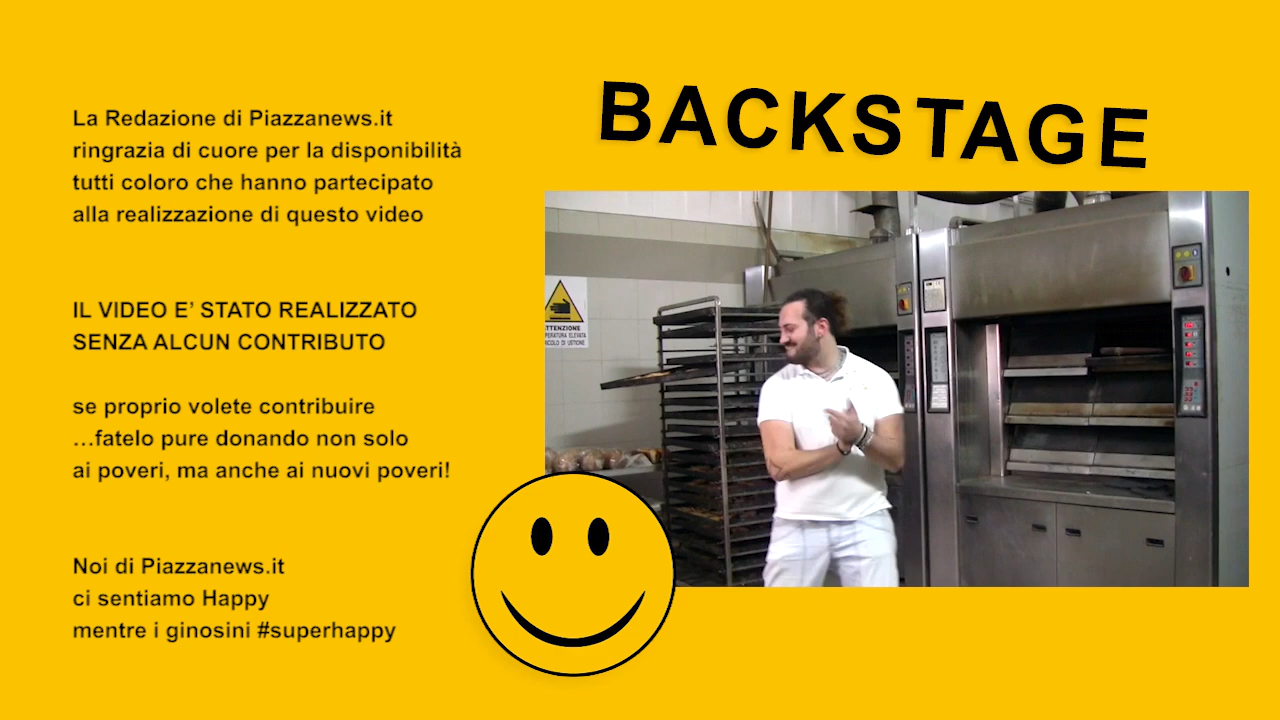 BACKSTAGE
La Redazione di Piazzanews.it
ringrazia di cuore per la disponibilità
tutti coloro che hanno partecipato
alla realizzazione di questo video
IL VIDEO E’ STATO REALIZZATO
SENZA ALCUN CONTRIBUTO
se proprio volete contribuire
…fatelo pure donando non solo
ai poveri, ma anche ai nuovi poveri!
Noi di Piazzanews.it
ci sentiamo Happy
mentre i ginosini #superhappy
ATTENZIONE